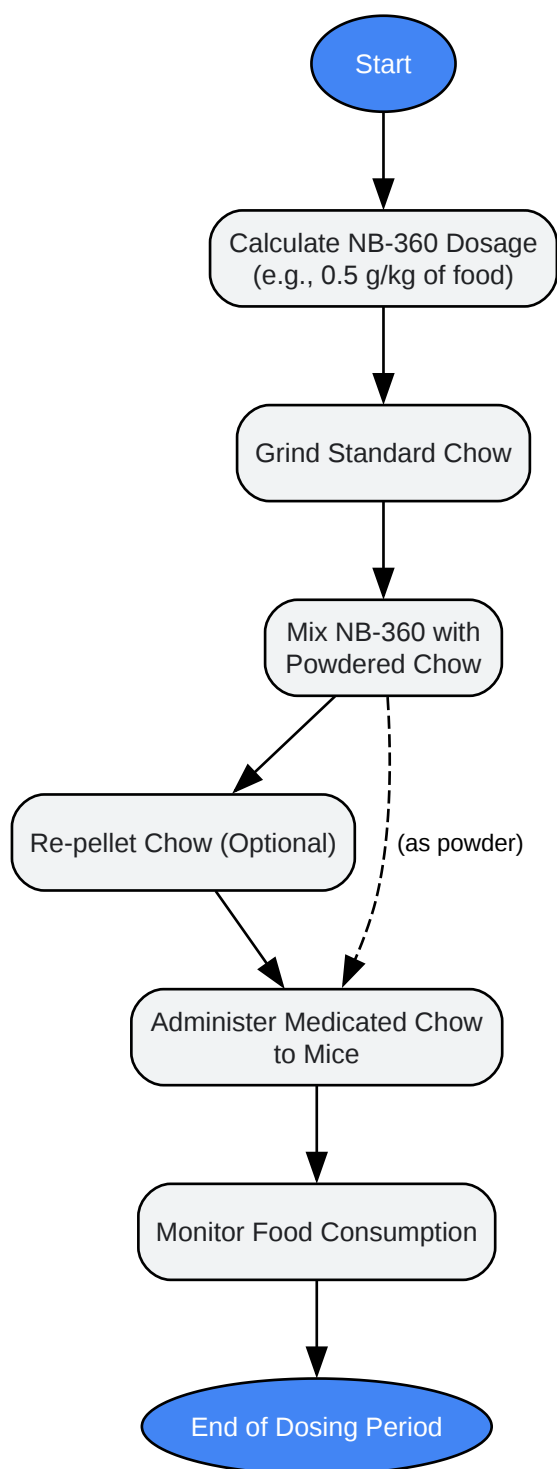 Start
Calculate NB-360 Dosage
(e.g., 0.5 g/kg of food)
Grind Standard Chow
Mix NB-360 with
Powdered Chow
Re-pellet Chow (Optional)
(as powder)
Administer Medicated Chow
to Mice
Monitor Food Consumption
End of Dosing Period